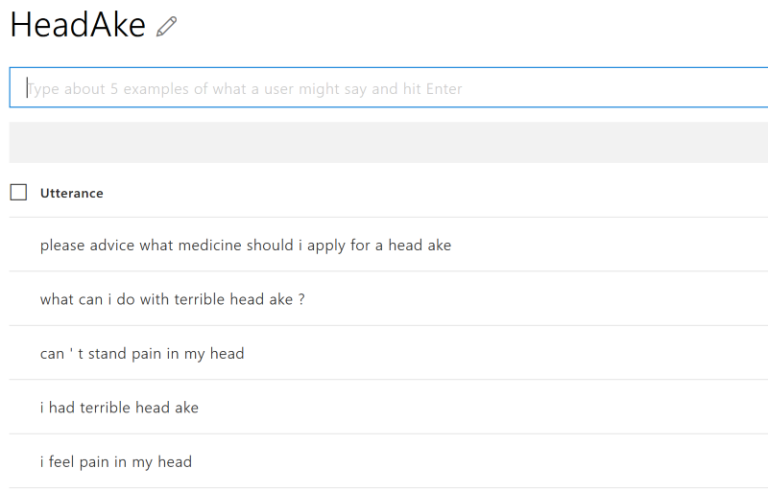 HeadAke
Type about 5 examples of what a user might say and hit Enter
Utterance
please advice what medicine should i apply for a head ake
what can i do with terrible head ake ?
can ' t stand pain in my head
i had terrible head ake
i feel pain in my head